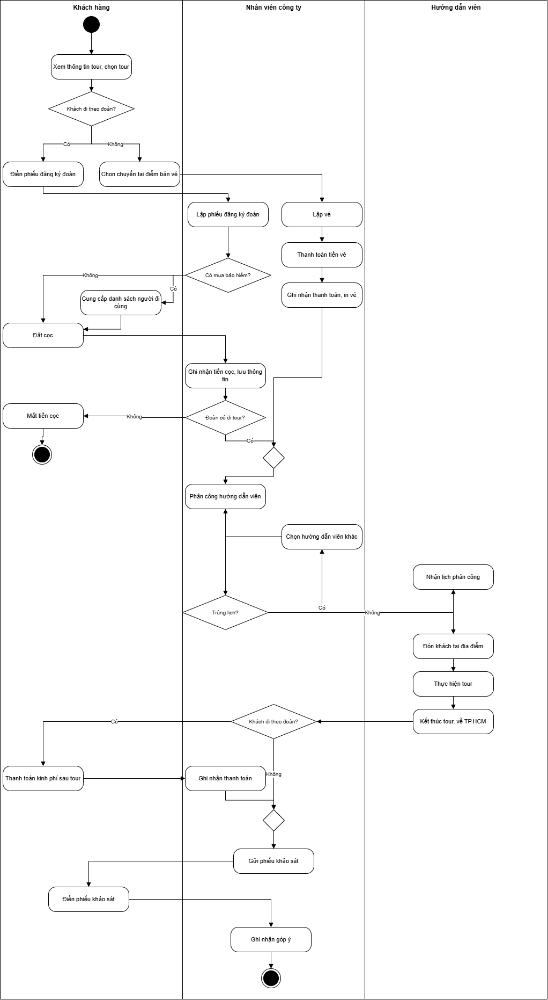 Khách hàng
Nhân viên công ty
Hướng dẫn viên
Xem thông tin tour, chọn tour
Khách đi theo đoàn?
Có
Không
Điền phiếu đăng ký đoàn
Chọn chuyến tại điểm bán vé
Lập phiếu đăng ký đoàn
Lập vé
Thanh toán tiền vé
Có mua bảo hiểm?
Không
Có
Ghi nhận thanh toán, in vé
Cung cấp danh sách người đi
cùng
Đặt cọc
Ghi nhận tiền cọc, lưu thông
tin
Mất tiền cọc
Không
Đoàn có đi tour?
Có
Phân công hướng dẫn viên
Chọn hướng dẫn viên khác
Nhận lịch phân công
Trùng lịch?
Có
Không
Đón khách tại địa điểm
Thực hiện tour
Kết thúc tour, về TP.HCM
Khách đi theo đoàn?
Có
Không
Thanh toán kinh phí sau tour
Ghi nhận thanh toán
Gửi phiếu khảo sát
Điền phiếu khảo sát
Ghi nhận góp ý